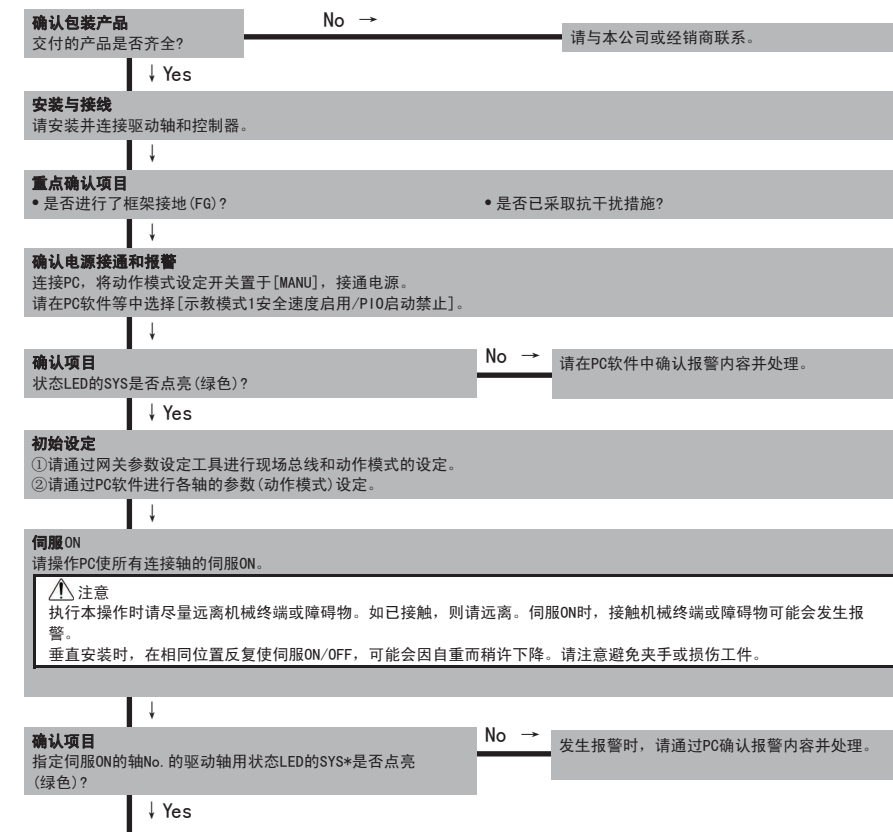 确认包装产品
交付的产品是否齐全?
No →
请与本公司或经销商联系。
↓Yes
安装与接线
请安装并连接驱动轴和控制器。
↓
重点确认项目
•是否进行了框架接地(FG)? •是否已采取抗干扰措施?
↓
确认电源接通和报警
连接PC，将动作模式设定开关置于[MANU]，接通电源。
请在PC软件等中选择[示教模式1安全速度启用/PIO启动禁止]。
↓
确认项目
状态LED的SYS是否点亮(绿色)?
No →
请在PC软件中确认报警内容并处理。
↓Yes
初始设定
①请通过网关参数设定工具进行现场总线和动作模式的设定。
②请通过PC软件进行各轴的参数(动作模式)设定。
↓
伺服ON
请操作PC使所有连接轴的伺服ON。
注意
执行本操作时请尽量远离机械终端或障碍物。如已接触，则请远离。伺服ON时，接触机械终端或障碍物可能会发生报
警。
垂直安装时，在相同位置反复使伺服ON/OFF，可能会因自重而稍许下降。请注意避免夹手或损伤工件。
↓
确认项目
指定伺服ON的轴No.的驱动轴用状态LED的SYS*是否点亮
(绿色)?
No →
发生报警时，请通过PC确认报警内容并处理。
↓Yes